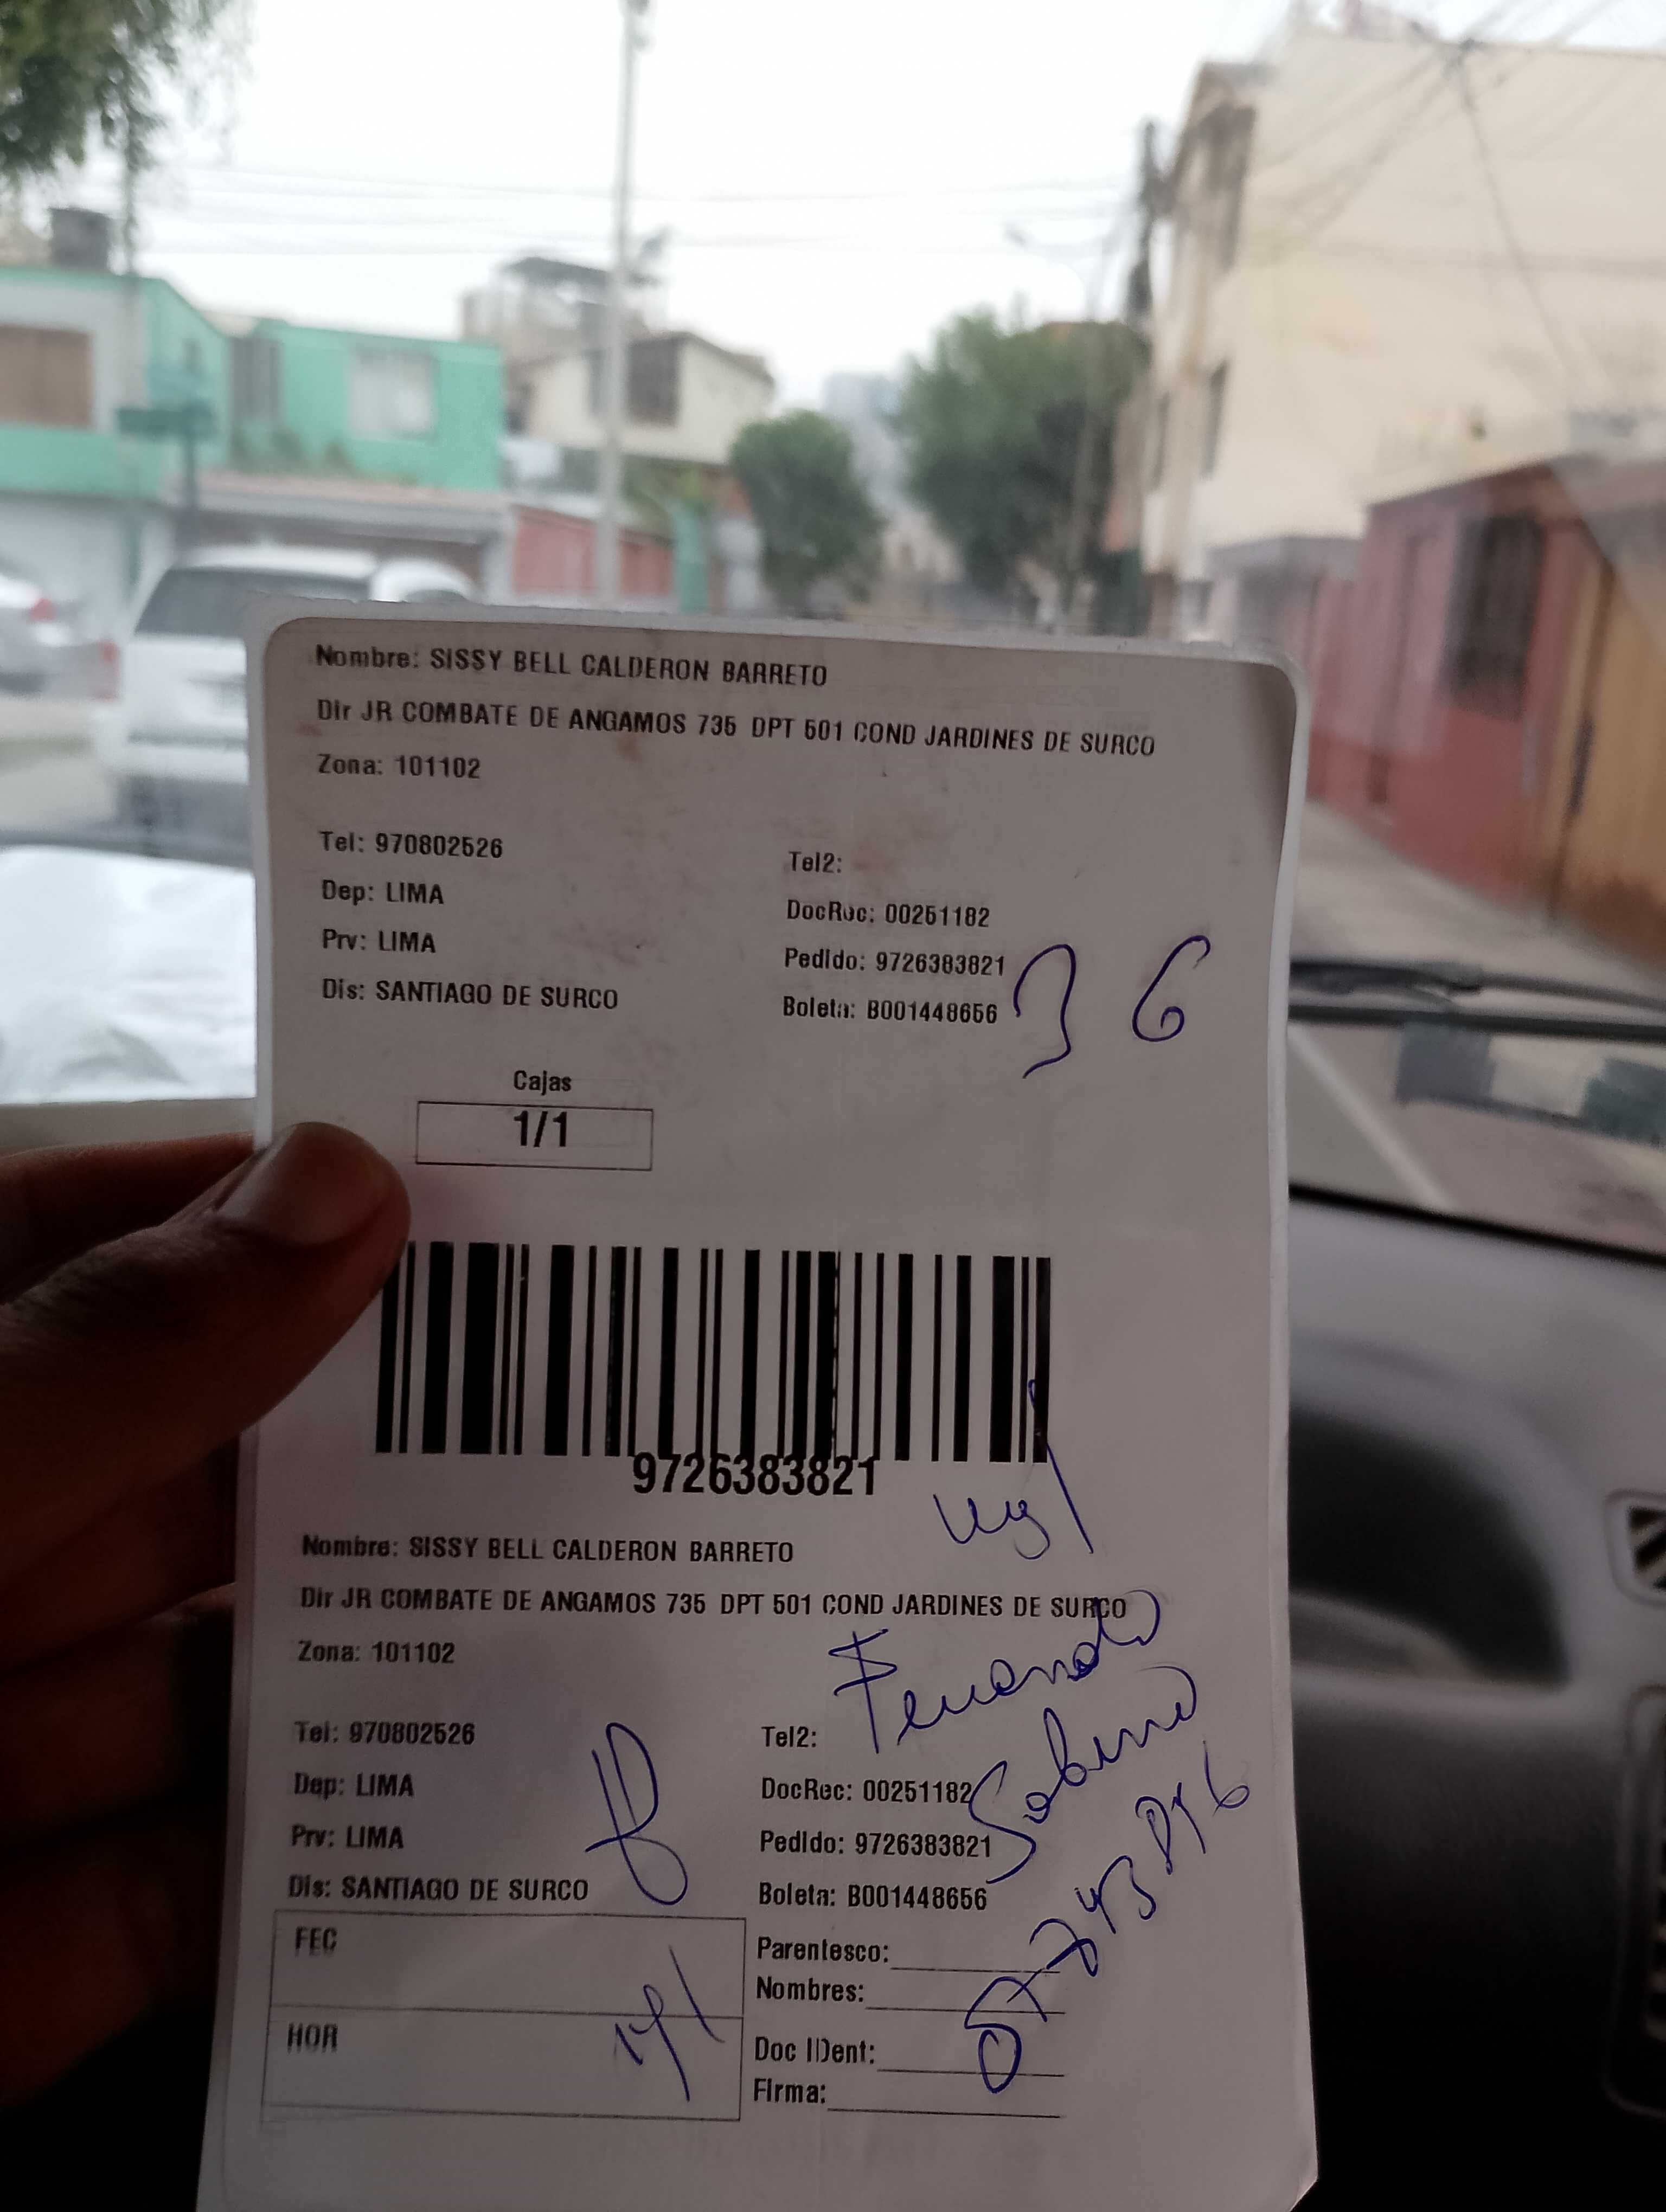 Nombre: SISSY BELL CALDERON BARRETO
Dir JR COMBATE DE ANGAMOS 735 DPT 501 COND JARDINES DE SURCO
Zona: 101102
Tel: 970802526 Tel2:
Dep: LIMA DocRec: 00251182
Prv: LIMA Pedido: 9726383821
Dis: SANTIAGO DE SURCO Boleta: B001448656
36
Cajas
1/1
9726383821
Nombre: SISSY BELL CALDERON BARRETO
Dir JR COMBATE DE ANGAMOS 735 DPT 501 COND JARDINES DE SURCO
Zona: 101102
Fernando
Sabino
Tel: 970802526 Tel2:
Dep: LIMA DocRec: 00251182
Prv: LIMA Pedido: 9726383821
Dis: SANTIAGO DE SURCO Boleta: B001448656
FEC
HOR
Parentesco:
Nombres:
Doc IDent:
Firma: